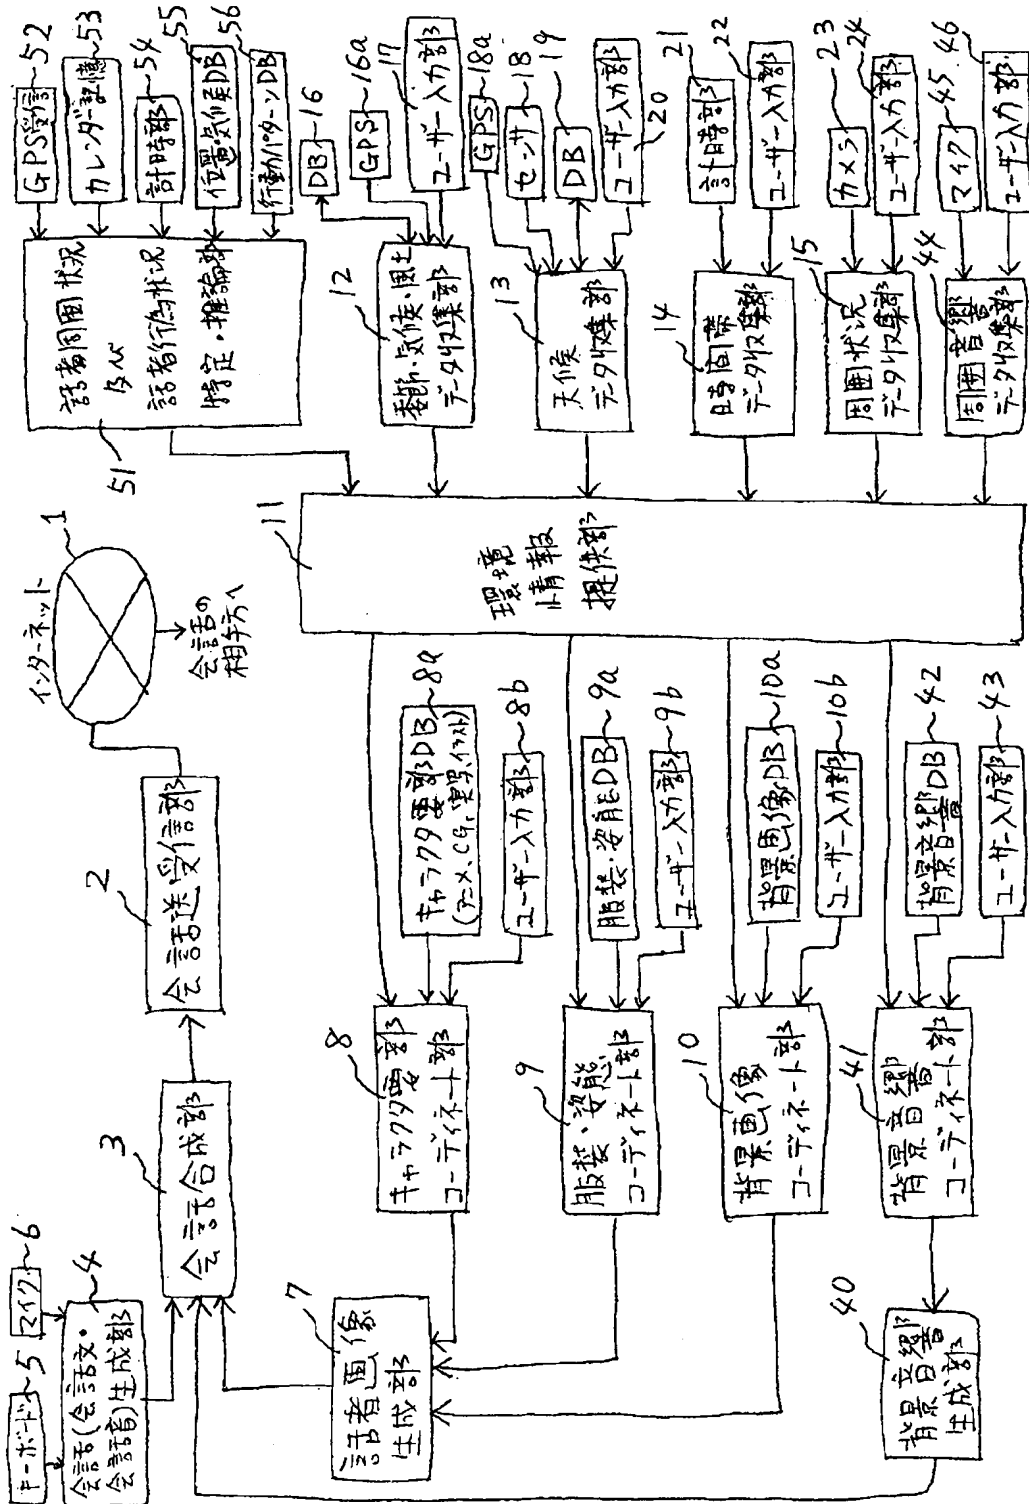 キーボード
5
マイク
6
会話(会話文・
会話音)生成部
4
会話合成部
3
会話送受信部
2
インターネット
1
会話の
相手方へ
話者画像
生成部
7
キャラクタ要部
コーディネート部
8
キャラクタ要部DB
(アニメ、CG、実写、イラスト)
8a
ユーザー入力部
8b
服装・姿態
コーディネート部
9
服装・姿態DB
9a
ユーザー入力部
9b
背景画像
コーディネート部
10
背景画像DB
10a
ユーザー入力部
10b
背景音響
生成部
40
背景音響
コーディネート部
41
背景音響DB
42
ユーザー入力部
43
環境
情報
提供部
11
話者周囲状況
及び
話者行為状況
特定・推論部
51
GPS受信
52
カレンダー記憶
53
計時部
54
位置・気候DB
55
行動パターンDB
56
季節・気候・風土
データ収集部
12
DB
16
GPS
16a
ユーザー入力部
17
天候
データ収集部
13
GPS
18a
センサ
18
DB
19
ユーザー入力部
20
時間帯
データ収集部
14
計時部
21
ユーザー入力部
22
周囲状況
データ収集部
15
カメラ
23
ユーザー入力部
24
周囲音響
データ収集部
44
マイク
45
ユーザー入力部
46